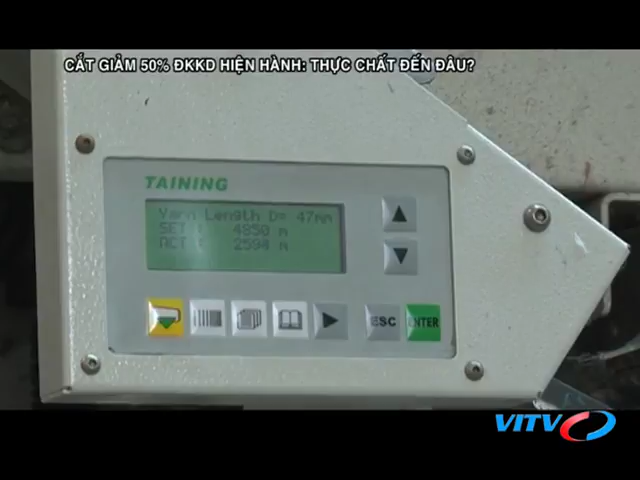 CẮT GIẢM 50% ĐKKD HIỆN HÀNH: THỰC CHẤT ĐẾN ĐÂU?
TAINING
Yarn Length D= 47mm
SET : 4850 m
ACT : 2594 m
ESC ENTER
VITV